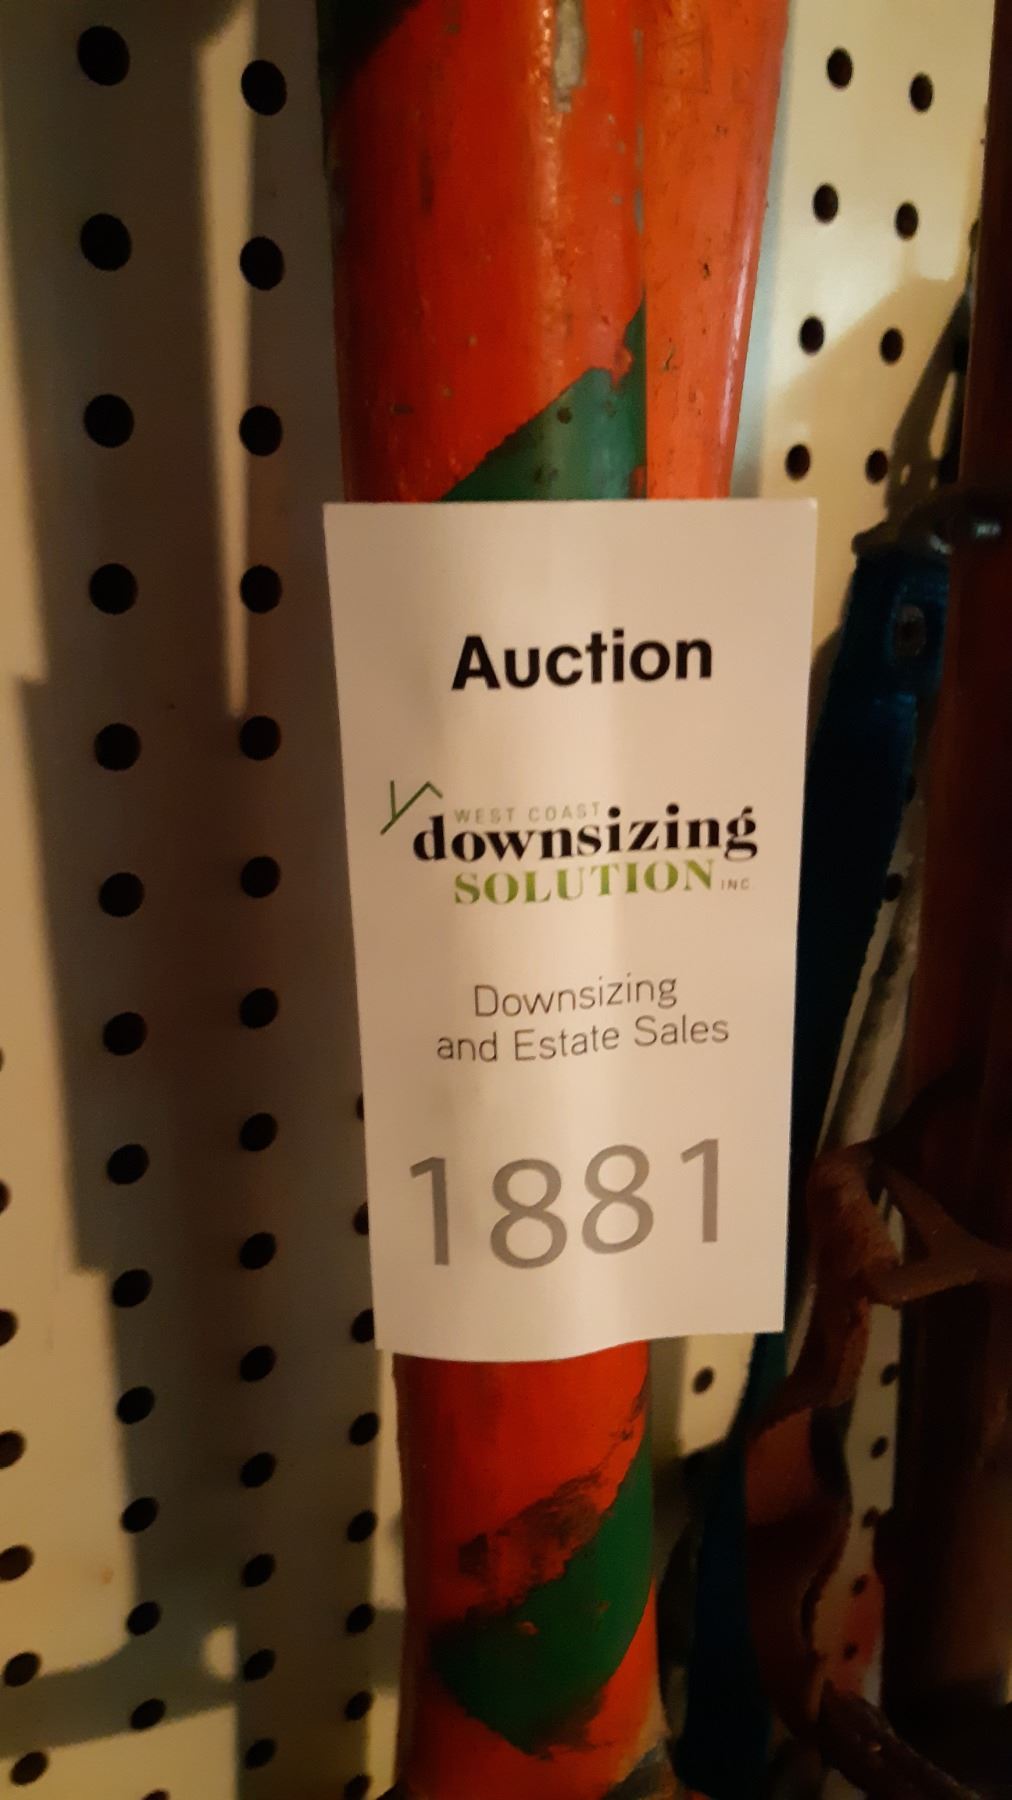 Auction
WEST COAST
downsizing
SOLUTION INC.
Downsizing
and Estate Sales
1881